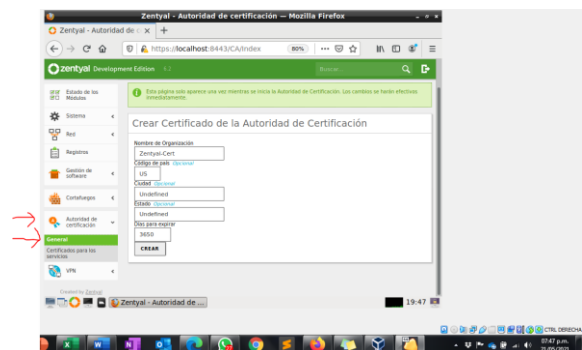 Zentyal - Autoridad de certificación — Mozilla Firefox
Zentyal - Autoridad de c
https://localhost:8443/CA/Index
80%
zentyal Development Edition
Buscar...
Estado de los Módulos
Sistema
Red
Registros
Gestión de software
Cortafuegos
Autoridad de certificación
General
Certificados para los servicios
VPN
Created by Zentyal
Esta página solo aparece una vez mientras se inicia la Autoridad de Certificación. Los cambios se harán efectivos inmediatamente.
Crear Certificado de la Autoridad de Certificación
Nombre de Organización
Zentyal-Cert
Código de país Opcional
US
Ciudad Opcional
Undefined
Estado Opcional
Undefined
Días para expirar
3650
CREAR
Zentyal - Autoridad de ...
19:47
CTRL DERECHA
07:47 p.m.